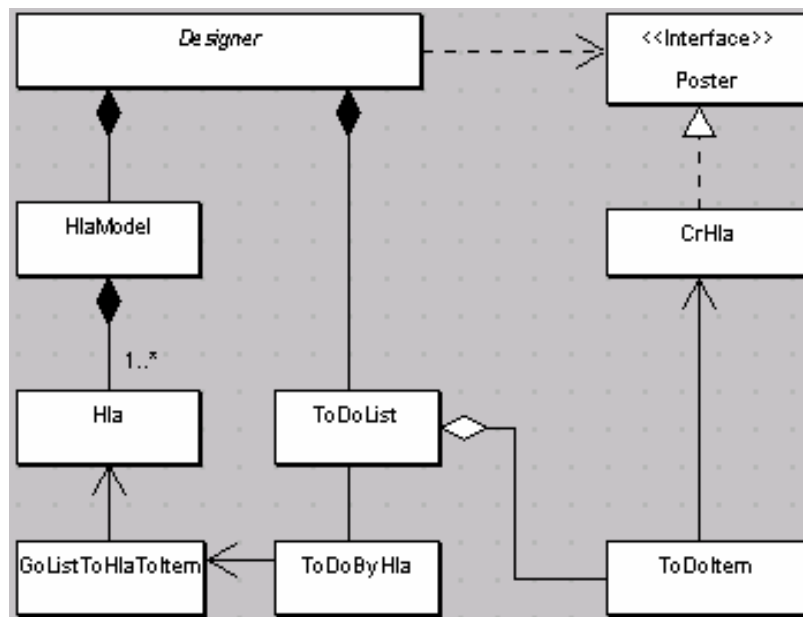 Designer
<<Interface>>
Poster
HlaModel
CrHla
1..*
Hla
ToDoList
GoListToHlaToItem
ToDoByHla
ToDoItem